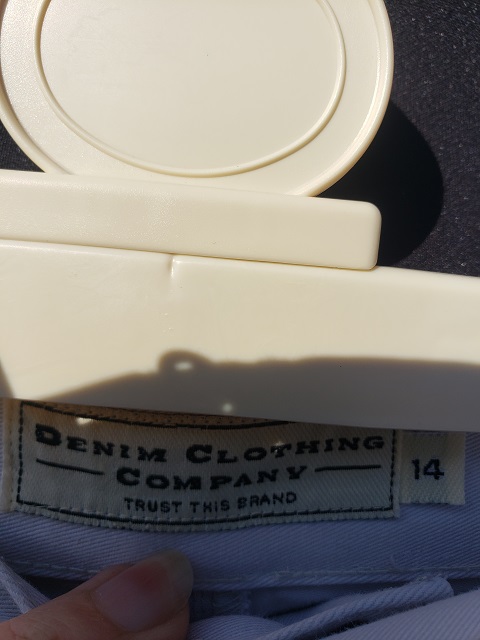 DENIM CLOTHING
COMPANY
TRUST THIS BRAND
14